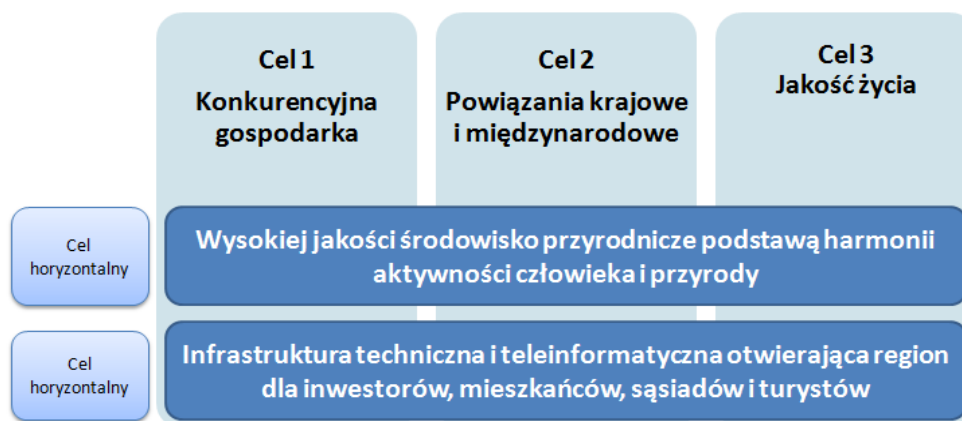 Cel 1
Konkurencyjna
gospodarka
Cel 2
Powiązania krajowe
i międzynarodowe
Cel 3
Jakość życia
Cel
horyzontalny
Wysokiej jakości środowisko przyrodnicze podstawą harmonii
aktywności człowieka i przyrody
Cel
horyzontalny
Infrastruktura techniczna i teleinformatyczna otwierająca region
dla inwestorów, mieszkańców, sąsiadów i turystów